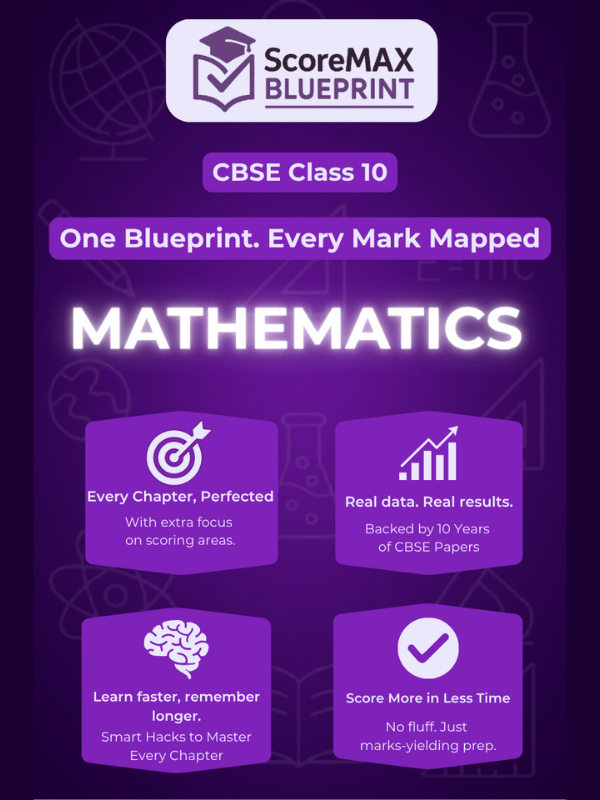 ScoreMAX
BLUEPRINT
CBSE Class 10
One Blueprint. Every Mark Mapped
MATHEMATICS
Every Chapter, Perfected
With extra focus
on scoring areas.
Real data. Real results.
Backed by 10 Years
of CBSE Papers
Learn faster, remember
longer.
Smart Hacks to Master
Every Chapter
Score More in Less Time
No fluff. Just
marks-yielding prep.